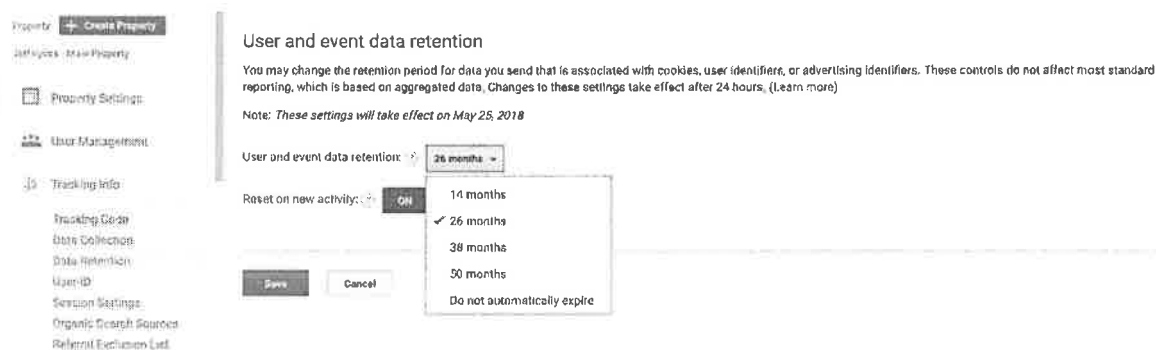 Property + Create Property
Main Property
Property Settings
User Management
Tracking Info
Tracking Code
Data Collection
Data Retention
User-ID
Session Settings
Organic Search Sources
Referral Exclusion List
User and event data retention
You may change the retention period for data you send that is associated with cookies, user identifiers, or advertising identifiers. These controls do not affect most standard
reporting, which is based on aggregated data, Changes to these settings take effect after 24 hours, (Learn more)
Note: These settings will take effect on May 25, 2018
User and event data retention: ? 26 months
Reset on new activity: ? ON
14 months
✓ 26 months
38 months
50 months
Do not automatically expire
Save Cancel